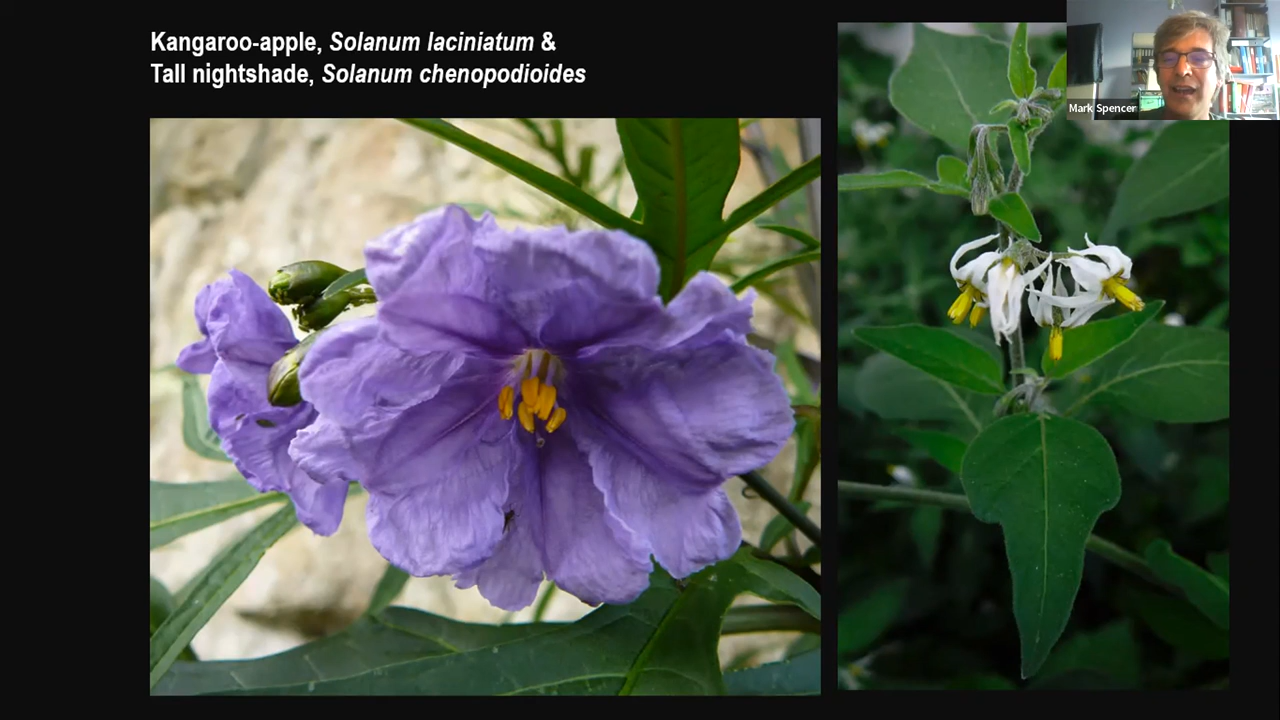 Kangaroo-apple, Solanum laciniatum &
Tall nightshade, Solanum chenopodioides
Mark Spencer